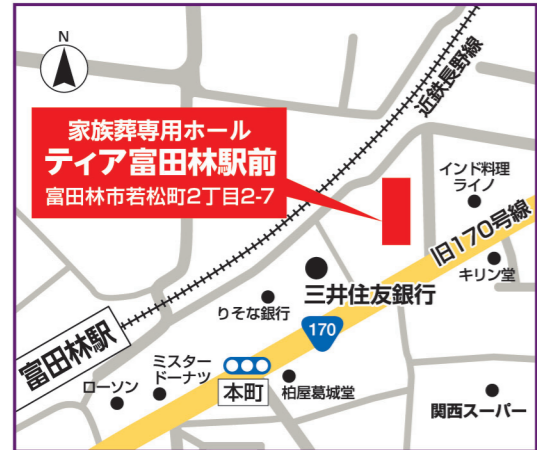 N
近鉄長野線
家族葬専用ホール
ティア富田林駅前
富田林市若松町2丁目2-7
インド料理
ライノ
旧170号線
キリン堂
三井住友銀行
りそな銀行
170
富田林駅
ミスター
ドーナツ
ローソン
本町
柏屋葛城堂
関西スーパー